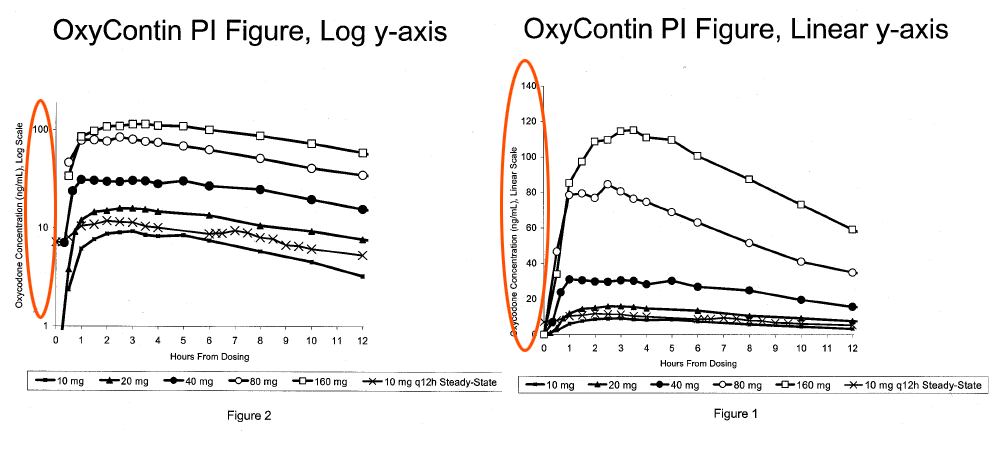 OxyContin PI Figure, Log y-axis
Oxycodone Concentration (ng/mL), Log Scale
100
10
1
0 1 2 3 4 5 6 7 8 9 10 11 12
Hours From Dosing
10 mg 20 mg 40 mg 80 mg 160 mg 10 mg q12h Steady-State
Figure 2
OxyContin PI Figure, Linear y-axis
Oxycodone Concentration (ng/mL), Linear Scale
140
120
100
80
60
40
20
0
0 1 2 3 4 5 6 7 8 9 10 11 12
Hours From Dosing
10 mg 20 mg 40 mg 80 mg 160 mg 10 mg q12h Steady-State
Figure 1